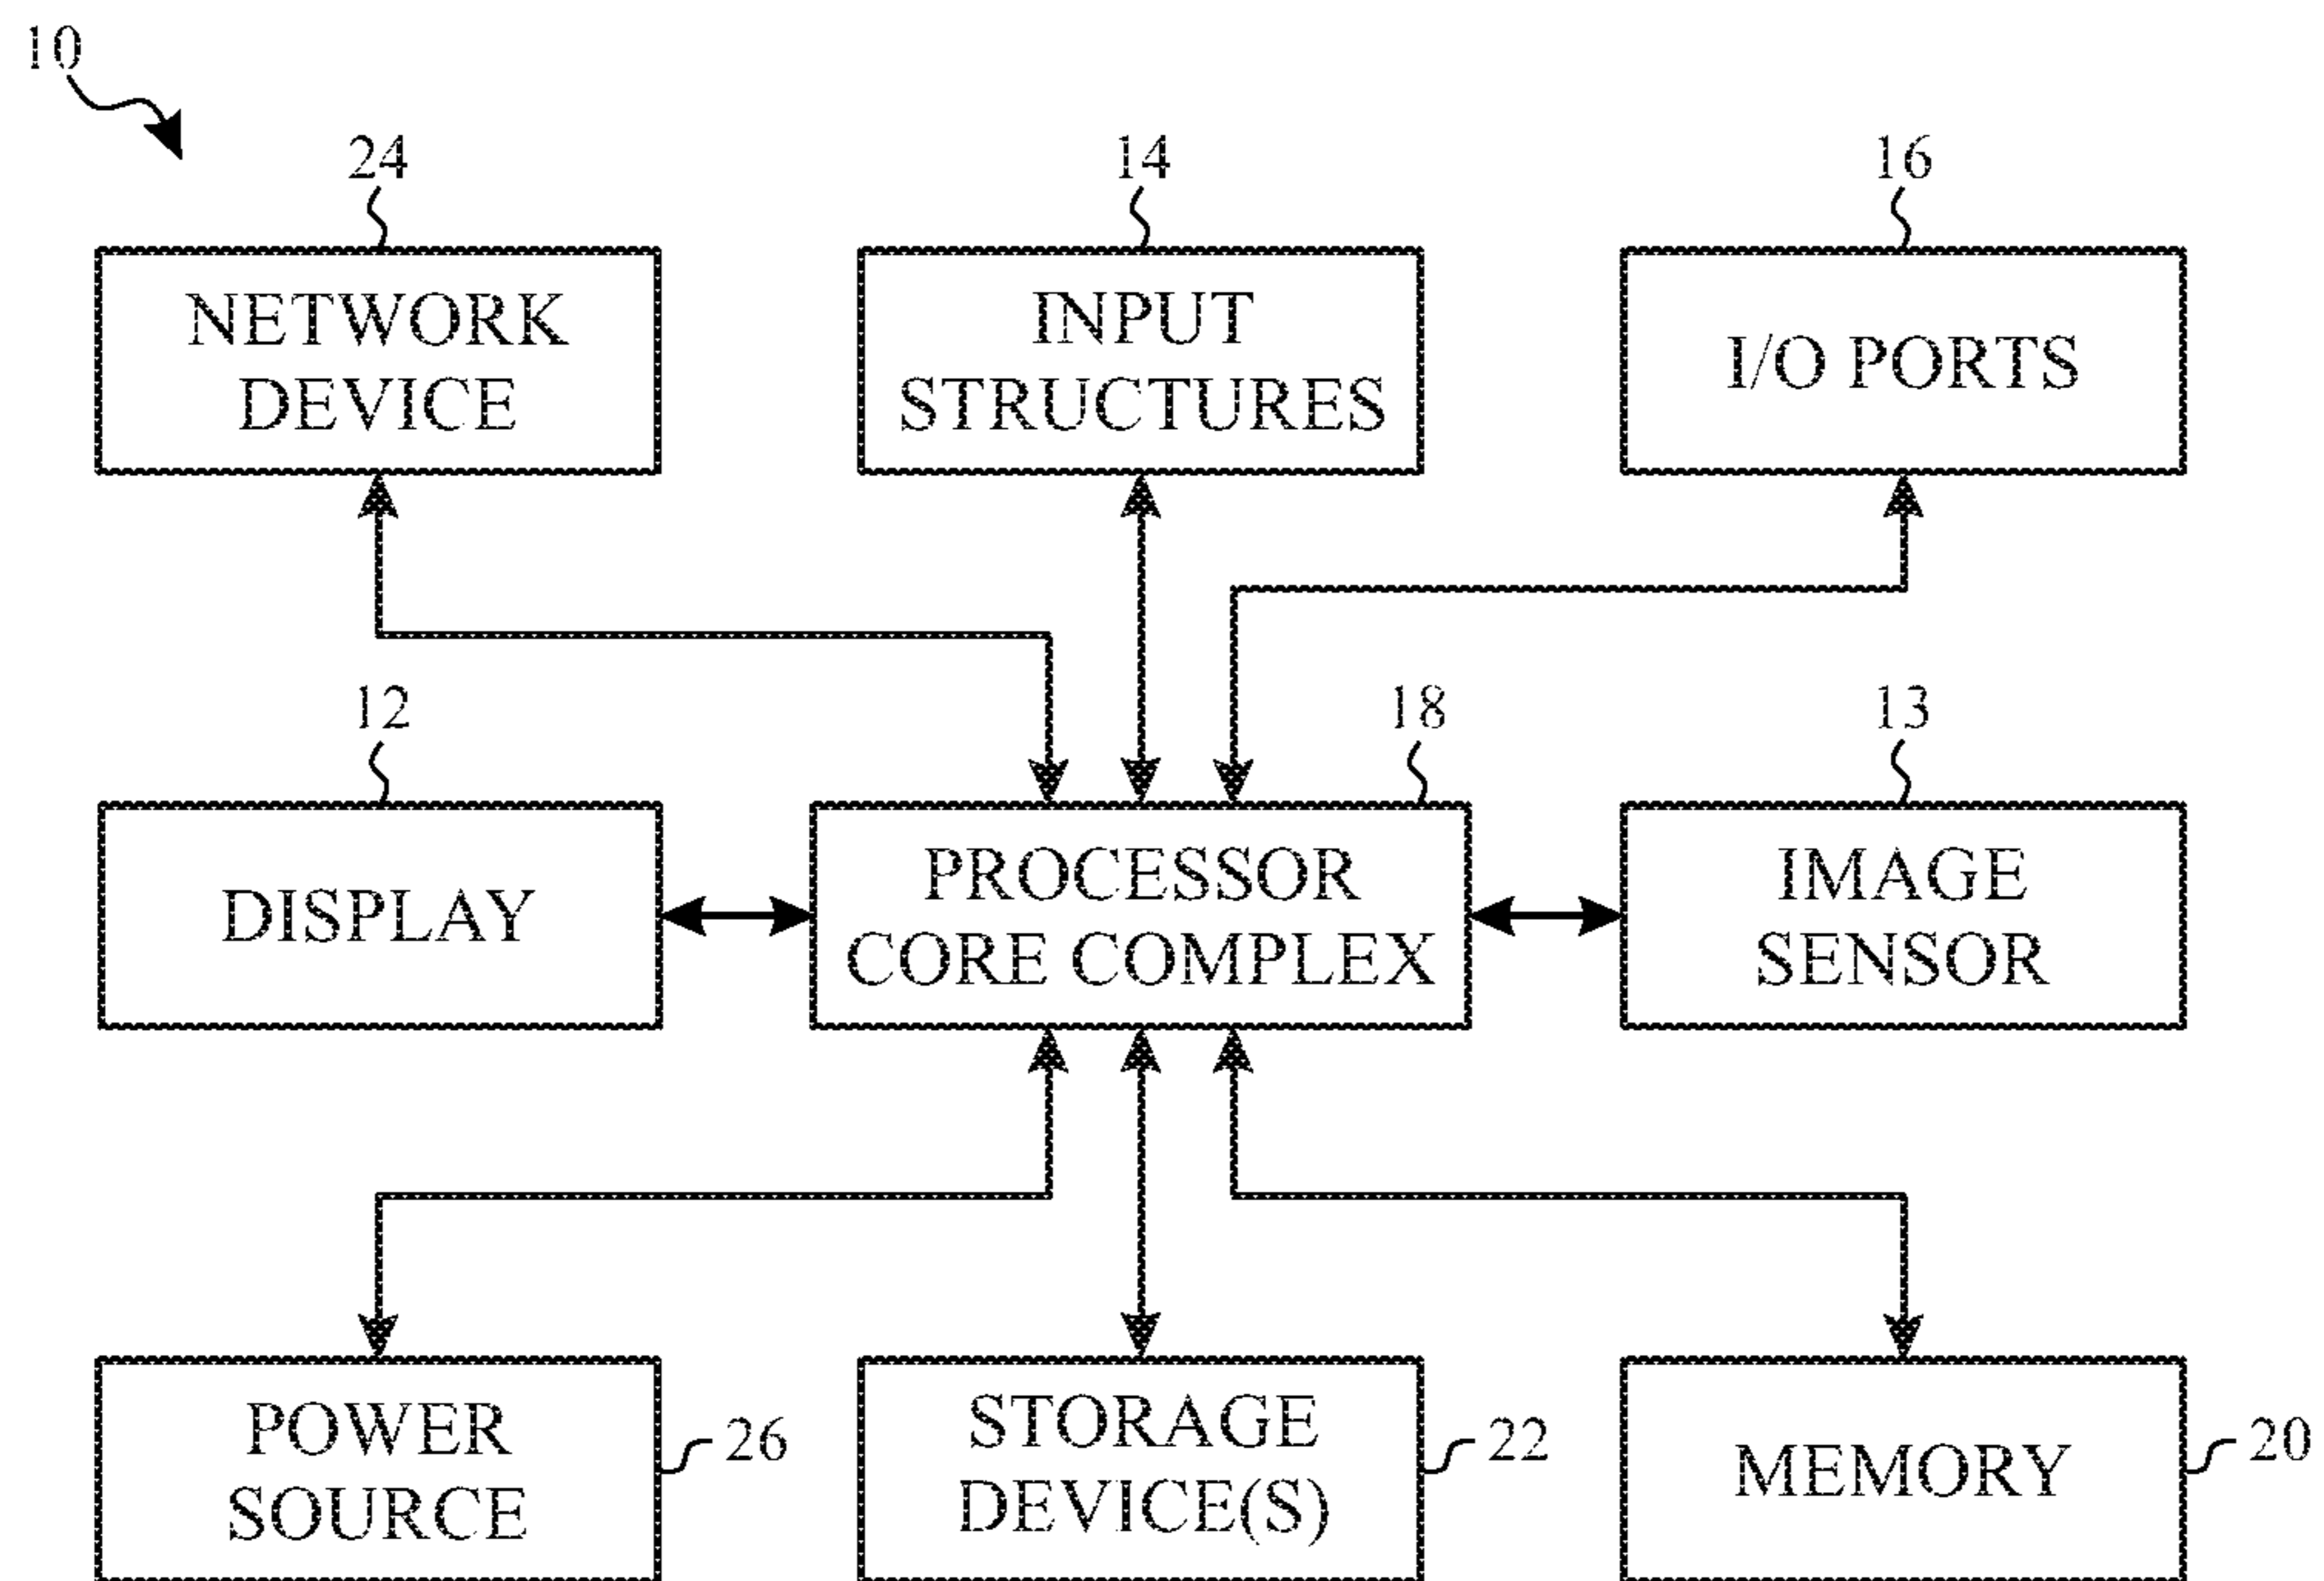 10
24
14
16
NETWORK
DEVICE
INPUT
STRUCTURES
I/O PORTS
12
18
13
DISPLAY
PROCESSOR
CORE COMPLEX
IMAGE
SENSOR
POWER
SOURCE
26
STORAGE
DEVICE(S)
22
MEMORY
20